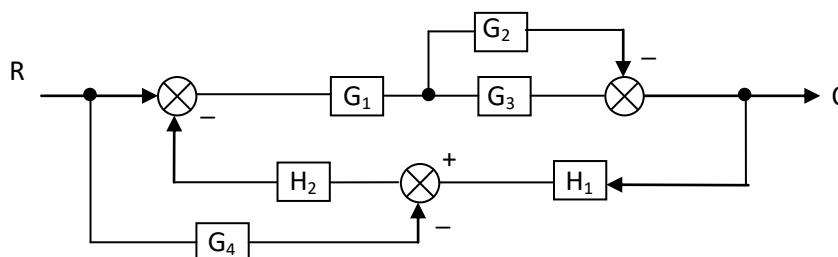 G₂
R
−
G₁
G₃
C
−
+
H₂
H₁
−
G₄